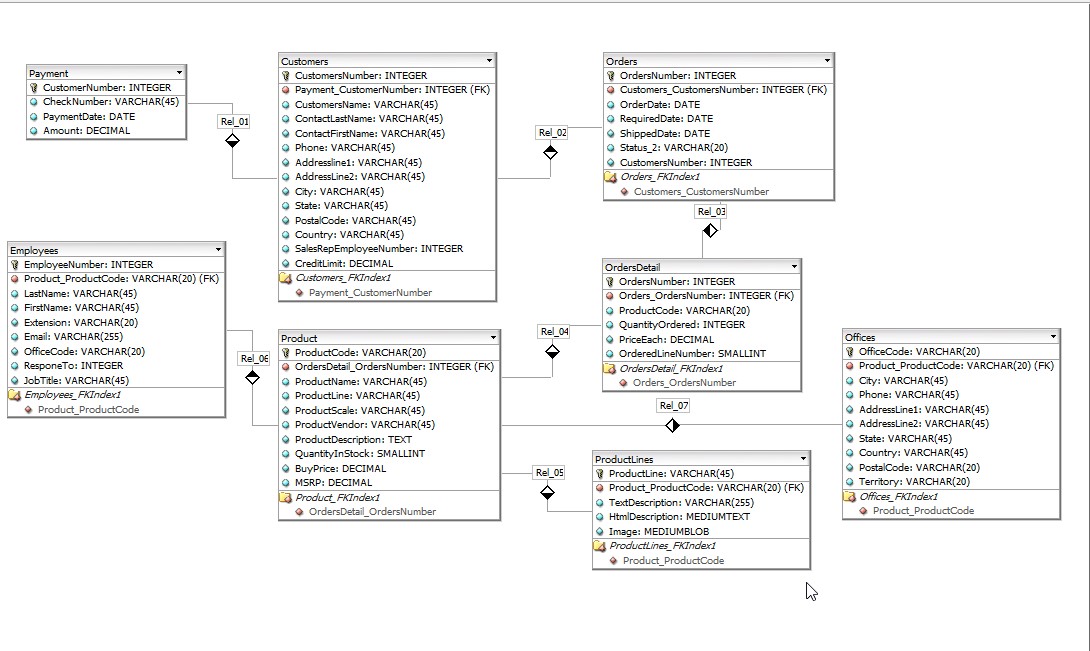 Payment
CustomerNumber: INTEGER
CheckNumber: VARCHAR(45)
PaymentDate: DATE
Amount: DECIMAL
Rel_01
Customers
CustomersNumber: INTEGER
Payment_CustomerNumber: INTEGER (FK)
CustomersName: VARCHAR(45)
ContactLastName: VARCHAR(45)
ContactFirstName: VARCHAR(45)
Phone: VARCHAR(45)
Addressline1: VARCHAR(45)
AddressLine2: VARCHAR(45)
City: VARCHAR(45)
State: VARCHAR(45)
PostalCode: VARCHAR(45)
Country: VARCHAR(45)
SalesRepEmployeeNumber: INTEGER
CreditLimit: DECIMAL
Customers_FKIndex1
Payment_CustomerNumber
Rel_02
Orders
OrdersNumber: INTEGER
Customers_CustomersNumber: INTEGER (FK)
OrderDate: DATE
RequiredDate: DATE
ShippedDate: DATE
Status_2: VARCHAR(20)
CustomersNumber: INTEGER
Orders_FKIndex1
Customers_CustomersNumber
Rel_03
Employees
EmployeeNumber: INTEGER
Product_ProductCode: VARCHAR(20) (FK)
LastName: VARCHAR(45)
FirstName: VARCHAR(45)
Extension: VARCHAR(20)
Email: VARCHAR(255)
OfficeCode: VARCHAR(20)
ResponeTo: INTEGER
JobTitle: VARCHAR(45)
Employees_FKIndex1
Product_ProductCode
Rel_06
Product
ProductCode: VARCHAR(20)
OrdersDetail_OrdersNumber: INTEGER (FK)
ProductName: VARCHAR(45)
ProductLine: VARCHAR(45)
ProductScale: VARCHAR(45)
ProductVendor: VARCHAR(45)
ProductDescription: TEXT
QuantityInStock: SMALLINT
BuyPrice: DECIMAL
MSRP: DECIMAL
Product_FKIndex1
OrdersDetail_OrdersNumber
Rel_04
OrdersDetail
OrdersNumber: INTEGER
Orders_OrdersNumber: INTEGER (FK)
ProductCode: VARCHAR(20)
QuantityOrdered: INTEGER
PriceEach: DECIMAL
OrderedLineNumber: SMALLINT
OrdersDetail_FKIndex1
Orders_OrdersNumber
Rel_07
Rel_05
ProductLines
ProductLine: VARCHAR(45)
Product_ProductCode: VARCHAR(20) (FK)
TextDescription: VARCHAR(255)
HtmlDescription: MEDIUMTEXT
Image: MEDIUMBLOB
ProductLines_FKIndex1
Product_ProductCode
Offices
OfficeCode: VARCHAR(20)
Product_ProductCode: VARCHAR(20) (FK)
City: VARCHAR(45)
Phone: VARCHAR(45)
AddressLine1: VARCHAR(45)
AddressLine2: VARCHAR(45)
State: VARCHAR(45)
Country: VARCHAR(45)
PostalCode: VARCHAR(20)
Territory: VARCHAR(20)
Offices_FKIndex1
Product_ProductCode